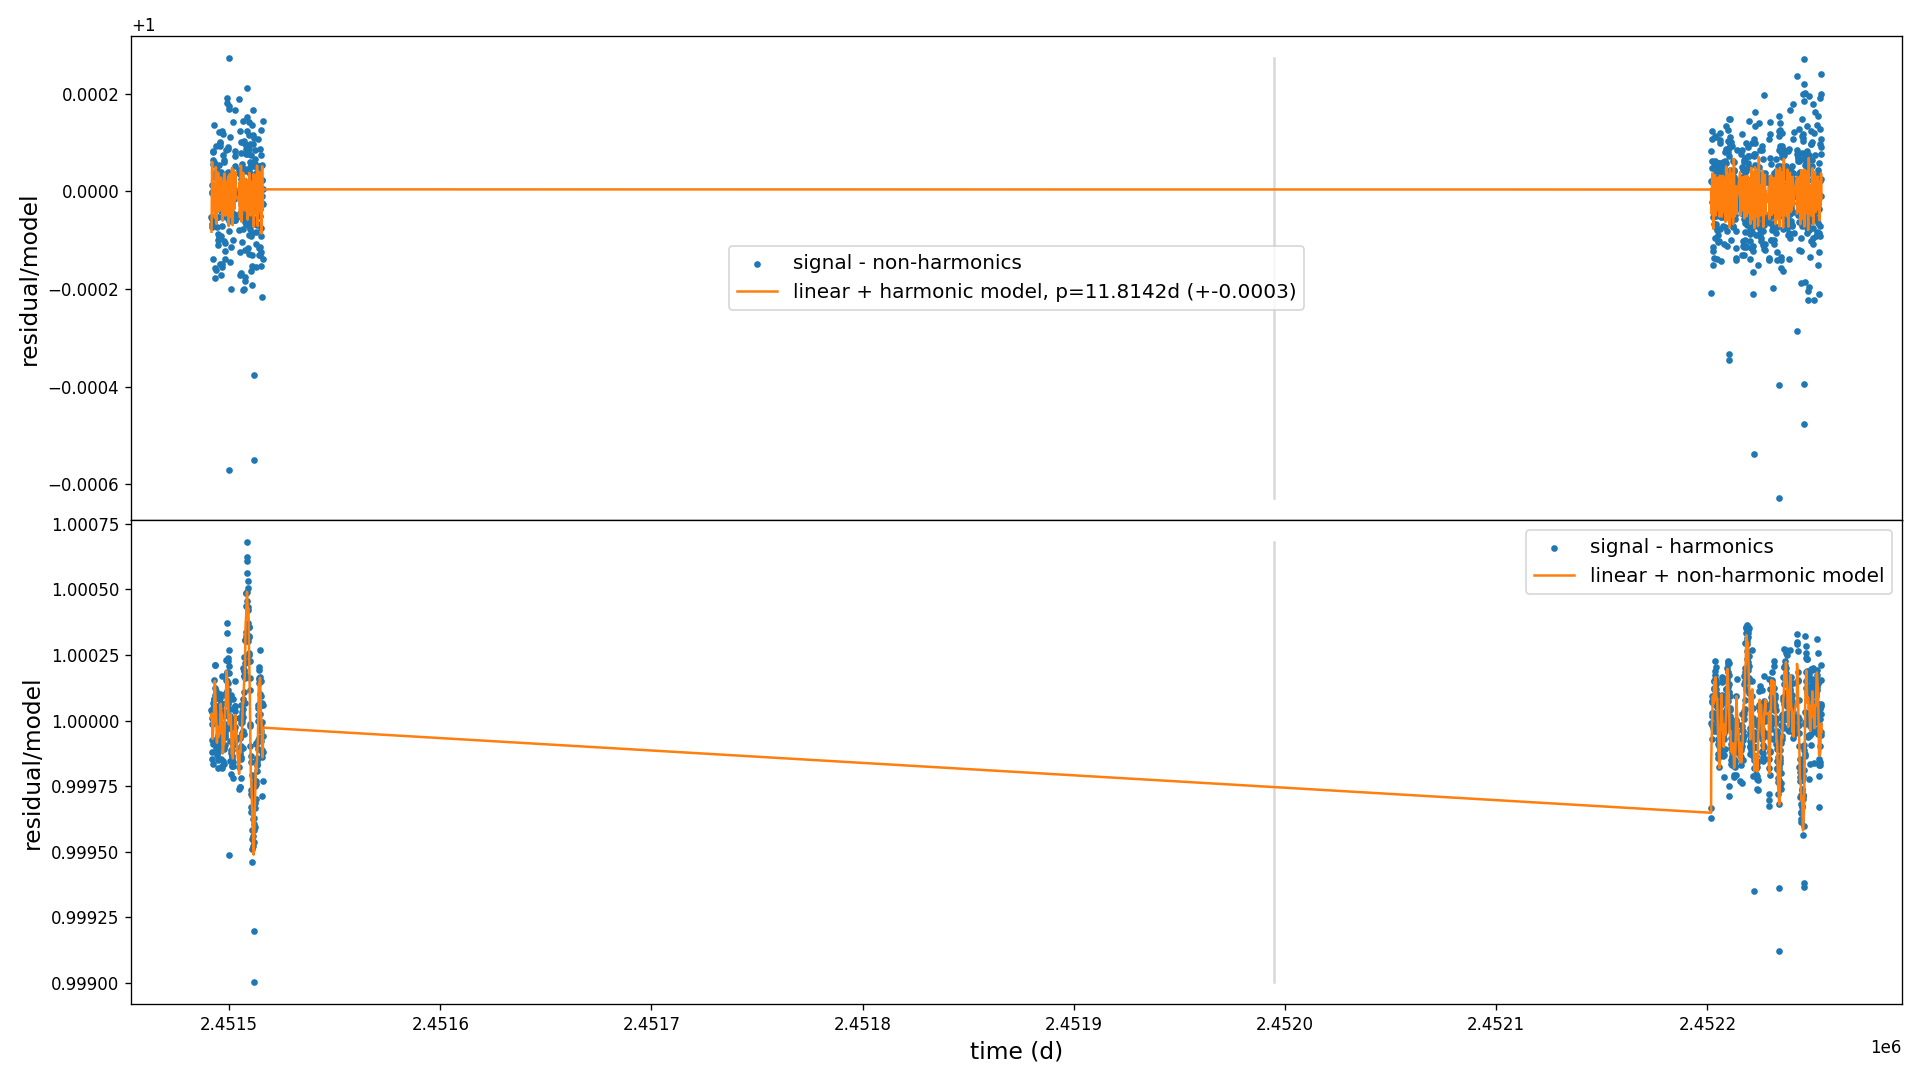 +1
0.0002
0.0000
−0.0002
−0.0004
−0.0006
residual/model
signal - non-harmonics
linear + harmonic model, p=11.8142d (+-0.0003)
1.00075
1.00050
1.00025
1.00000
0.99975
0.99950
0.99925
0.99900
residual/model
signal - harmonics
linear + non-harmonic model
2.4515 2.4516 2.4517 2.4518 2.4519 2.4520 2.4521 2.4522
1e6
time (d)